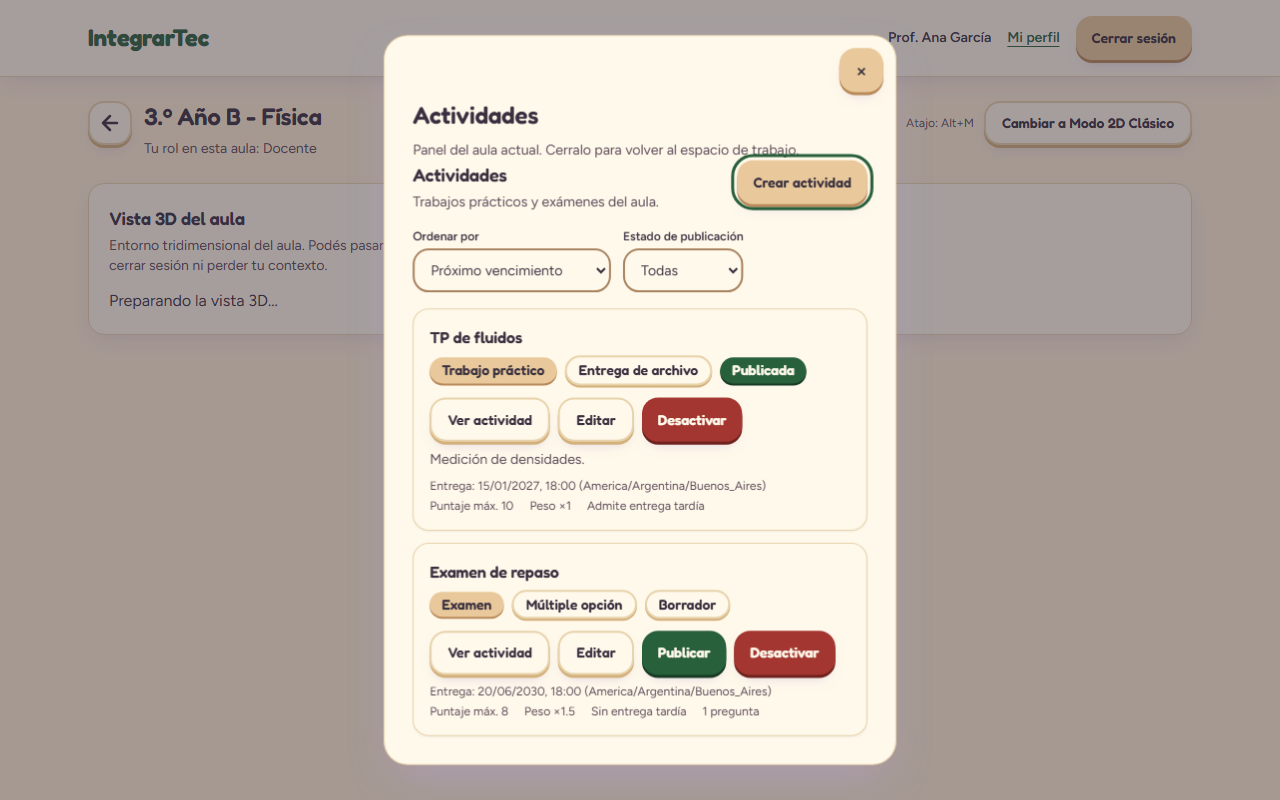 IntegrarTec
Prof. Ana García
Mi perfil
Cerrar sesión
×
3.º Año B - Física
Tu rol en esta aula: Docente
Atajo: Alt+M
Cambiar a Modo 2D Clásico
Vista 3D del aula
Entorno tridimensional del aula. Podés pasar
cerrar sesión ni perder tu contexto.
Preparando la vista 3D...
Actividades
Panel del aula actual. Cerralo para volver al espacio de trabajo.
Actividades
Trabajos prácticos y exámenes del aula.
Crear actividad
Ordenar por
Estado de publicación
Próximo vencimiento
Todas
TP de fluidos
Trabajo práctico
Entrega de archivo
Publicada
Ver actividad
Editar
Desactivar
Medición de densidades.
Entrega: 15/01/2027, 18:00 (America/Argentina/Buenos_Aires)
Puntaje máx. 10 Peso ×1 Admite entrega tardía
Examen de repaso
Examen
Múltiple opción
Borrador
Ver actividad
Editar
Publicar
Desactivar
Entrega: 20/06/2030, 18:00 (America/Argentina/Buenos_Aires)
Puntaje máx. 8 Peso ×1.5 Sin entrega tardía 1 pregunta